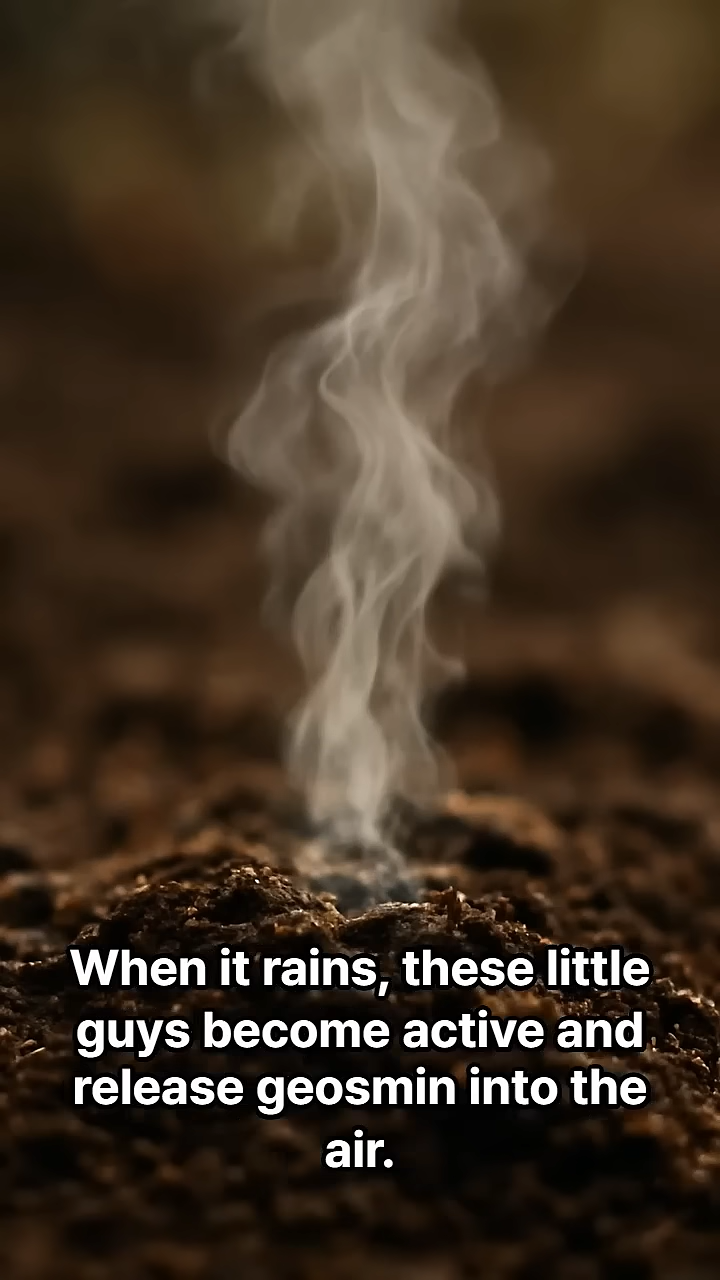 When it rains, these little
guys become active and
release geosmin into the
air.